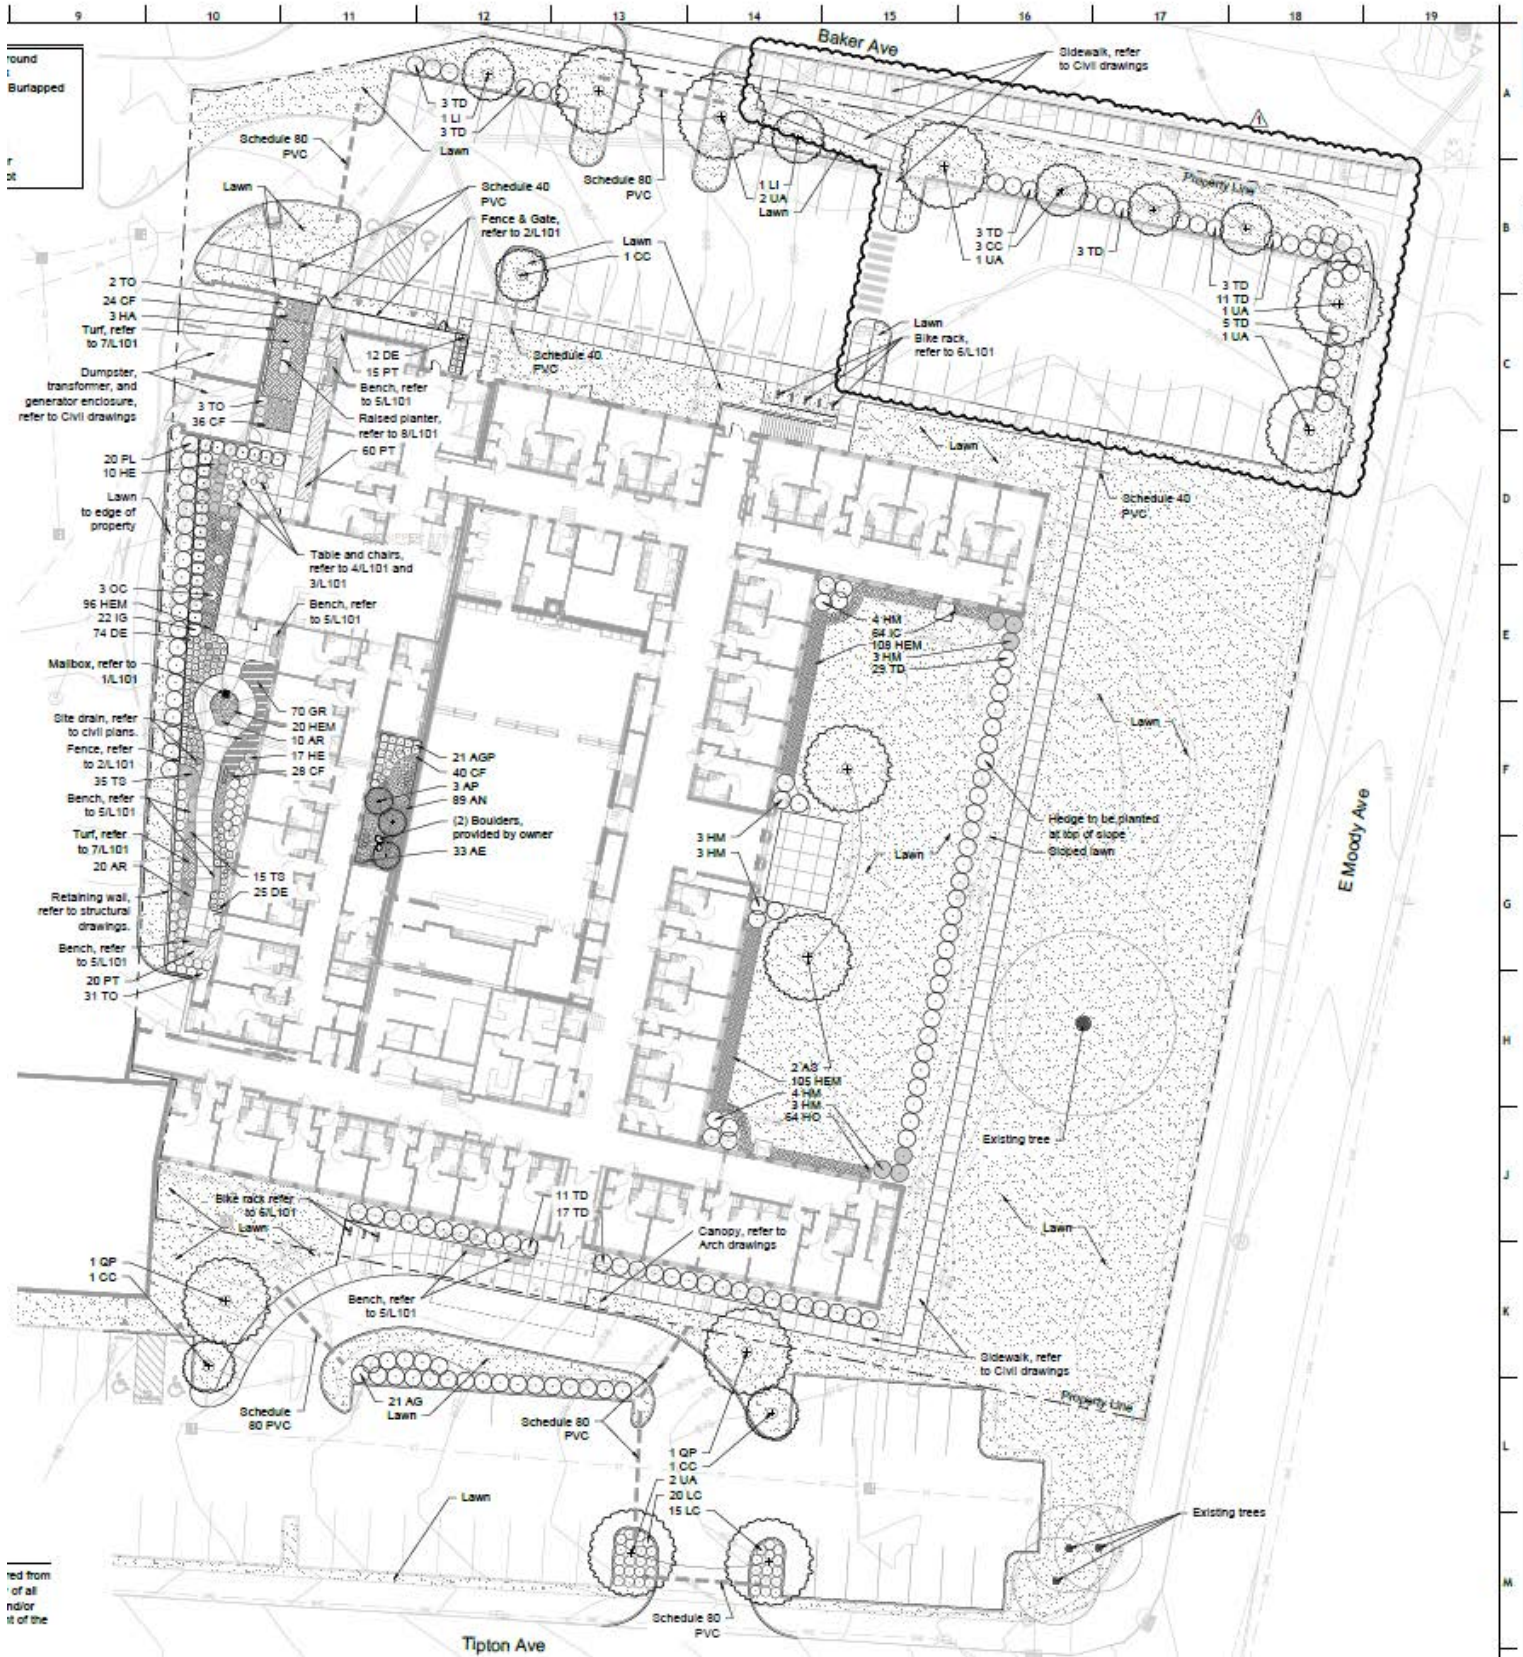 9 10 11 12 13 14 15 16 17 18 19
Baker Ave
Sidewalk, refer
to Civil drawings
round
Burlapped
A
3 TD
1 LI
3 TD
Lawn
Schedule 80
PVC
1
Schedule 80
PVC
1 LI
2 UA
Lawn
Property Line
Lawn
Schedule 40
PVC
Fence & Gate,
refer to 2/L101
Lawn
1 CC
3 TD
3 CC
1 UA
3 TD
B
3 TD
11 TD
1 UA
5 TD
1 UA
2 TO
24 CF
3 HA
Turf, refer
to 7/L101
Lawn
Bike rack,
refer to 6/L101
12 DE
15 PT
Bench, refer
to 5/L101
Schedule 40
PVC
C
Dumpster,
transformer, and
generator enclosure,
refer to Civil drawings
3 TO
36 CF
Raised planter,
refer to 8/L101
60 PT
Lawn
20 PL
10 HE
Lawn
to edge of
property
Schedule 40
PVC
D
Table and chairs,
refer to 4/L101 and
3/L101
3 OC
96 HEM
22 IG
74 DE
Bench, refer
to 5/L101
4 HM
64 IC
108 HEM
3 HM
29 TD
E
Mailbox, refer to
1/L101
70 GR
20 HEM
10 AR
17 HE
28 CF
Site drain, refer
to civil plans.
Fence, refer
to 2/L101
35 TS
Lawn
21 AGP
40 CF
3 AP
89 AN
(2) Boulders,
provided by owner
33 AE
F
Bench, refer
to 5/L101
Turf, refer
to 7/L101
20 AR
3 HM
3 HM
Hedge to be planted
at top of slope
Sloped lawn
Lawn
E Moody Ave
15 TS
25 DE
Retaining wall,
refer to structural
drawings.
G
Bench, refer
to 5/L101
20 PT
31 TO
H
2 AS
105 HEM
4 HM
3 HM
64 HO
Existing tree
J
Bike rack refer
to 6/L101
Lawn
11 TD
17 TD
Canopy, refer to
Arch drawings
Lawn
1 QP
1 CC
Bench, refer
to 5/L101
K
Sidewalk, refer
to Civil drawings
Property Line
21 AG
Lawn
Schedule
80 PVC
Schedule 80
PVC
L
1 QP
1 CC
2 UA
20 LC
15 LC
Lawn
Existing trees
M
red from
of all
nd/or
of the
Schedule 80
PVC
Tipton Ave